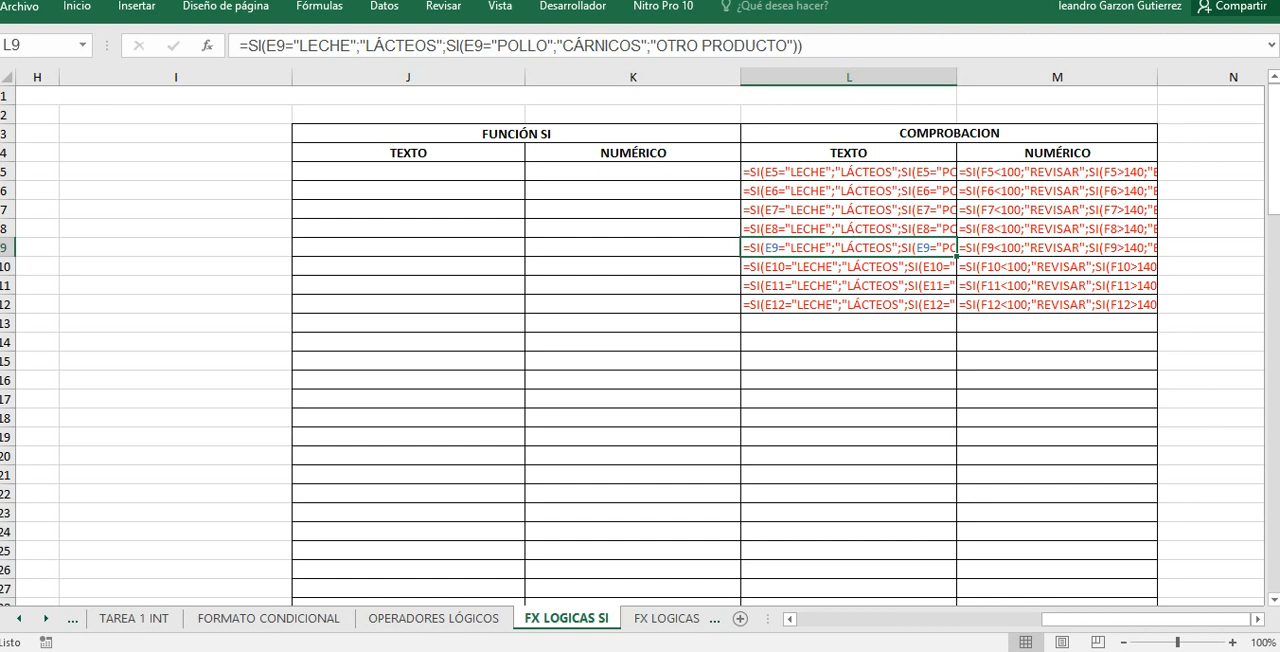 Archivo Inicio Insertar Diseño de página Fórmulas Datos Revisar Vista Desarrollador Nitro Pro 10 ¿Qué desea hacer? leandro Garzon Gutierrez Compartir
L9 fx =SI(E9="LECHE";"LÁCTEOS";SI(E9="POLLO";"CÁRNICOS";"OTRO PRODUCTO"))
H I J K L M N
1
2
3 FUNCIÓN SI COMPROBACION
4 TEXTO NUMÉRICO TEXTO NUMÉRICO
5 =SI(E5="LECHE";"LÁCTEOS";SI(E5="PO =SI(F5<100;"REVISAR";SI(F5>140;"E
6 =SI(E6="LECHE";"LÁCTEOS";SI(E6="PO =SI(F6<100;"REVISAR";SI(F6>140;"E
7 =SI(E7="LECHE";"LÁCTEOS";SI(E7="PO =SI(F7<100;"REVISAR";SI(F7>140;"E
8 =SI(E8="LECHE";"LÁCTEOS";SI(E8="PO =SI(F8<100;"REVISAR";SI(F8>140;"E
9 =SI(E9="LECHE";"LÁCTEOS";SI(E9="PO =SI(F9<100;"REVISAR";SI(F9>140;"E
10 =SI(E10="LECHE";"LÁCTEOS";SI(E10=" =SI(F10<100;"REVISAR";SI(F10>140
11 =SI(E11="LECHE";"LÁCTEOS";SI(E11=" =SI(F11<100;"REVISAR";SI(F11>140
12 =SI(E12="LECHE";"LÁCTEOS";SI(E12=" =SI(F12<100;"REVISAR";SI(F12>140
13
14
15
16
17
18
19
20
21
22
23
24
25
26
27
... TAREA 1 INT FORMATO CONDICIONAL OPERADORES LÓGICOS FX LOGICAS SI FX LOGICAS ...
Listo 100%